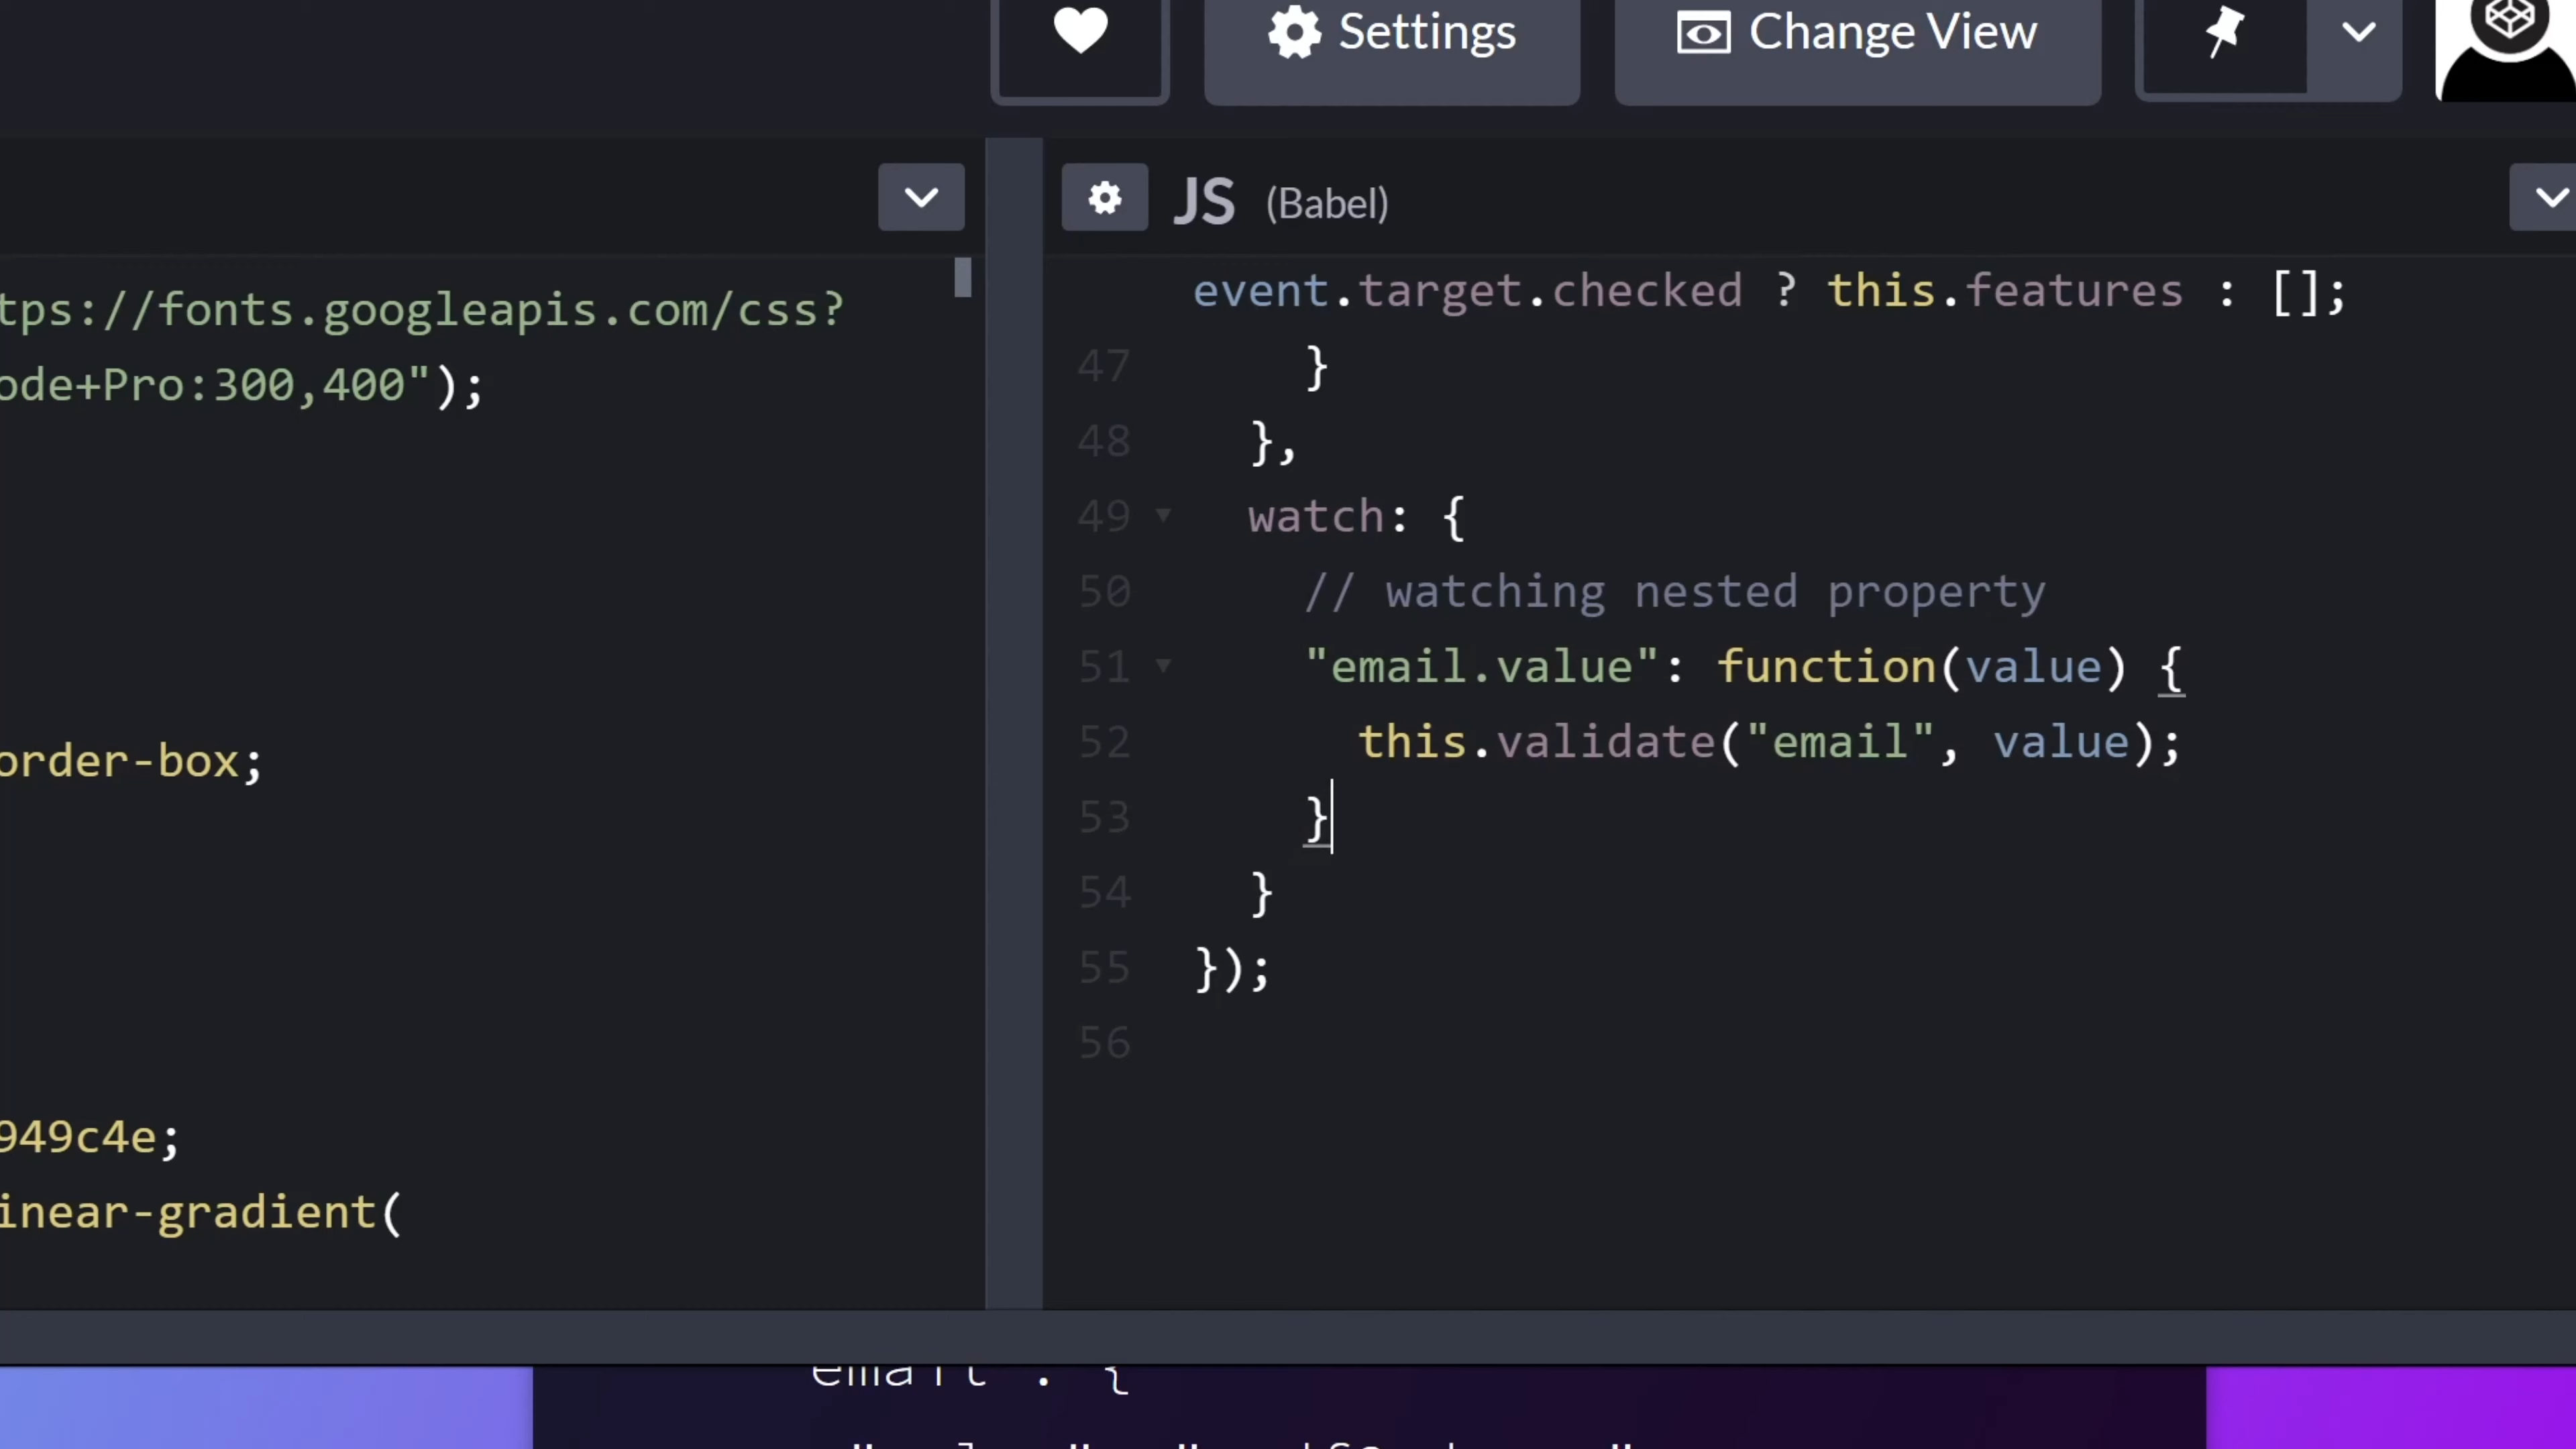 Settings
Change View
JS (Babel)
tps://fonts.googleapis.com/css?
ode+Pro:300,400");
order-box;
949c4e;
inear-gradient(
event.target.checked ? this.features : [];
47 }
48 },
49 watch: {
50 // watching nested property
51 "email.value": function(value) {
52 this.validate("email", value);
53 }
54 }
55 });
56
email : {